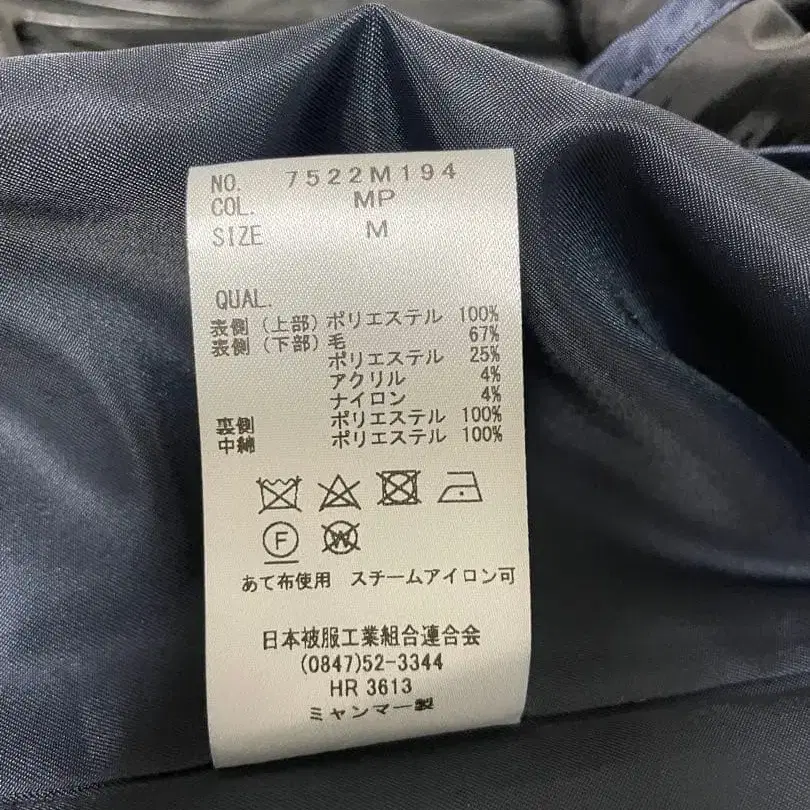 NO. 7522M194
COL. MP
SIZE M
QUAL.
表側(上部)ポリエステル 100%
表側(下部)毛 67%
ポリエステル 25%
アクリル 4%
ナイロン 4%
裏側 ポリエステル 100%
中綿 ポリエステル 100%
F W
あて布使用 スチームアイロン可
日本被服工業組合連合会
(0847)52-3344
HR 3613
ミャンマー製